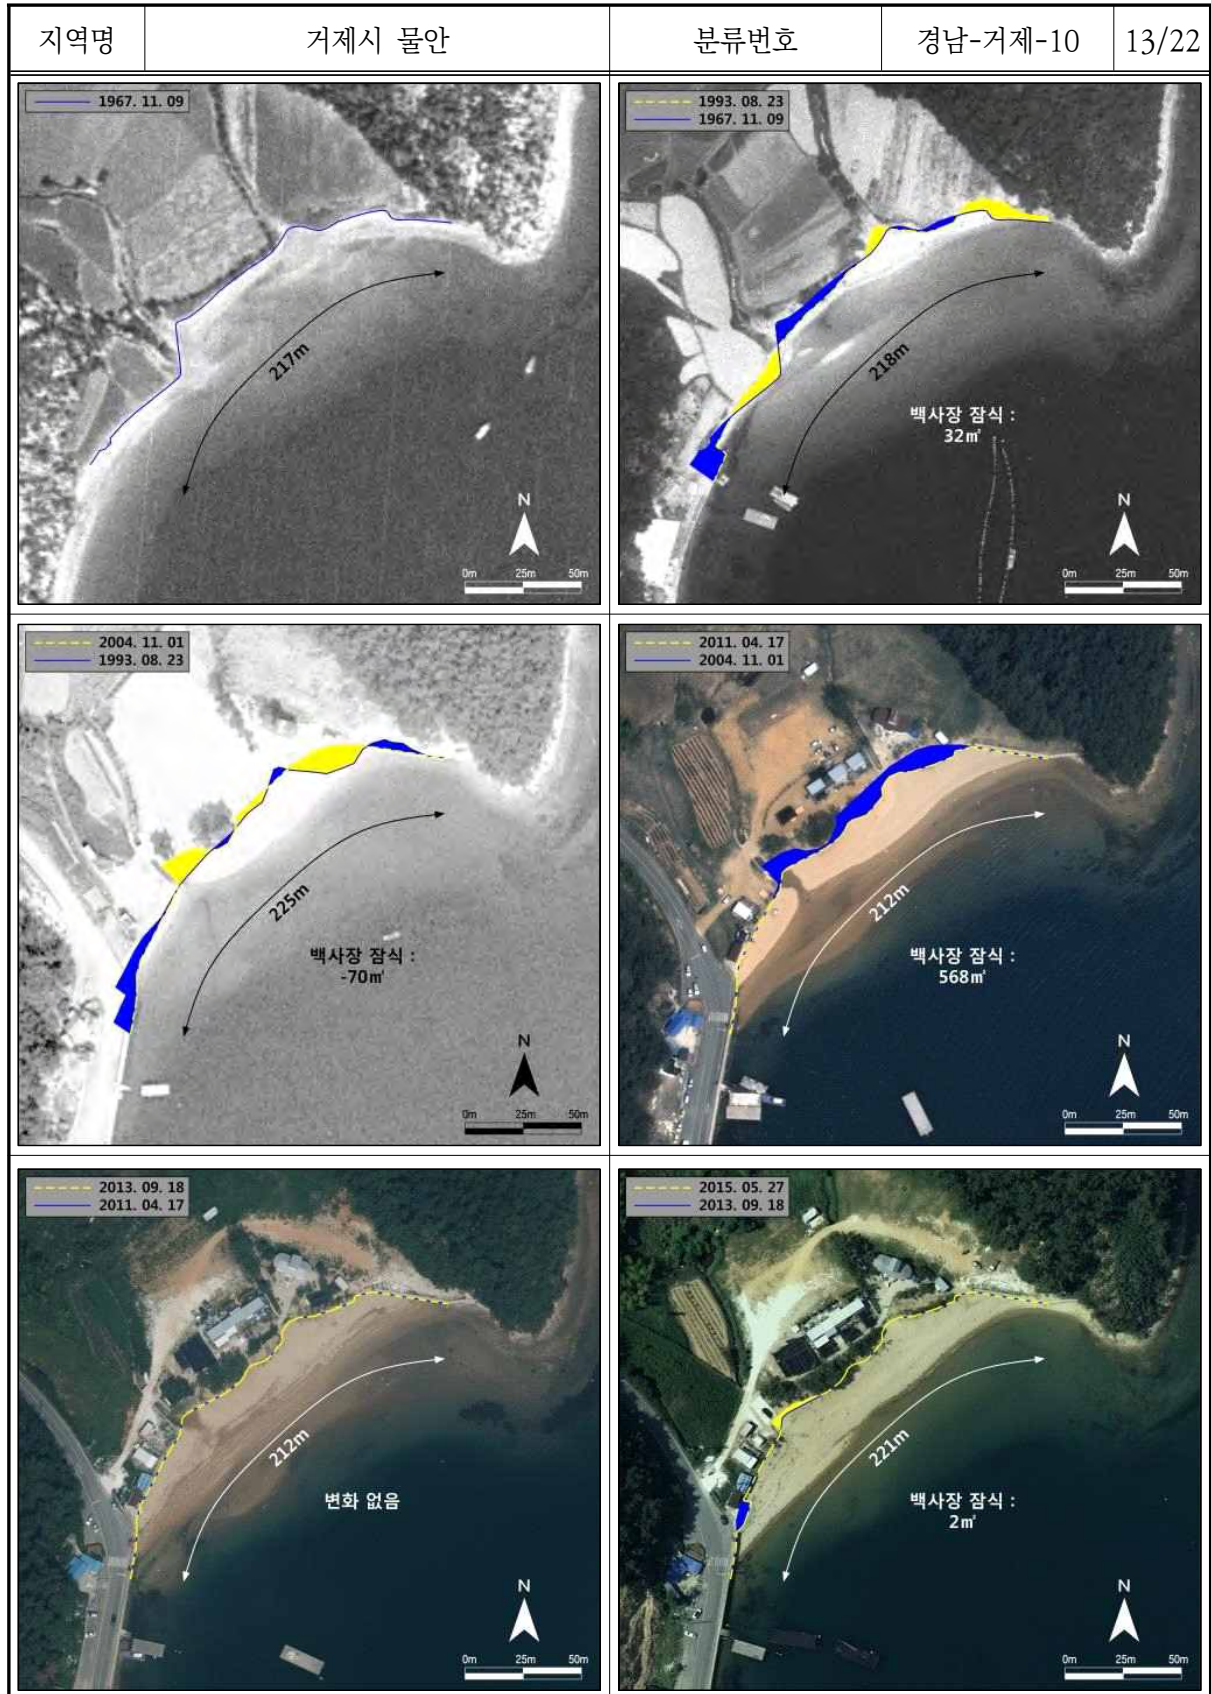 지역명 거제시 물안 분류번호 경남-거제-10 13/22
1967. 11. 09
217m
N
0m 25m 50m
1993. 08. 23
1967. 11. 09
218m
백사장 잠식 :
32㎡
N
0m 25m 50m
2004. 11. 01
1993. 08. 23
225m
백사장 잠식 :
-70㎡
N
0m 25m 50m
2011. 04. 17
2004. 11. 01
212m
백사장 잠식 :
568㎡
N
0m 25m 50m
2013. 09. 18
2011. 04. 17
212m
변화 없음
N
0m 25m 50m
2015. 05. 27
2013. 09. 18
221m
백사장 잠식 :
2㎡
N
0m 25m 50m